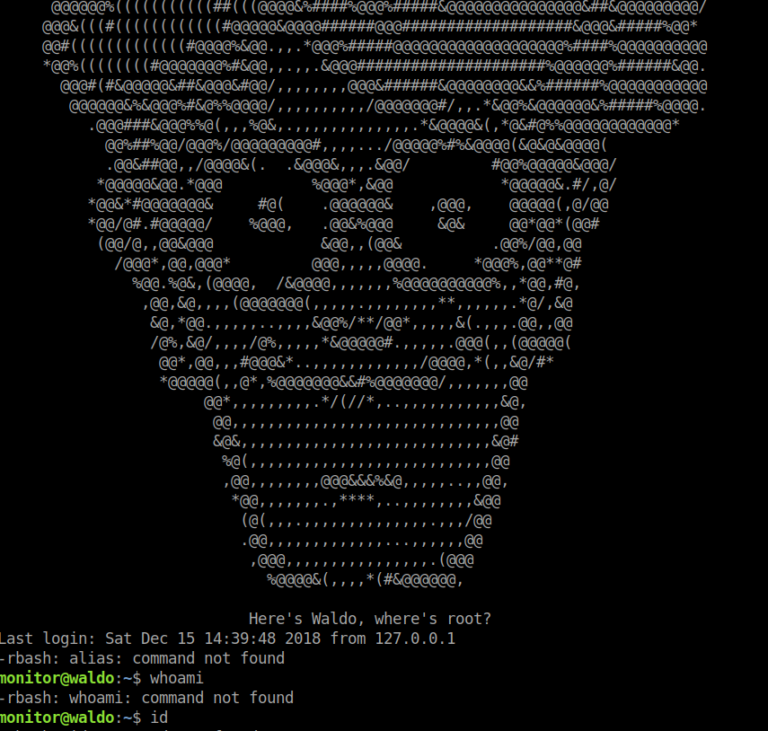 Here's Waldo, where's root?
Last login: Sat Dec 15 14:39:48 2018 from 127.0.0.1
-rbash: alias: command not found
monitor@waldo:~$ whoami
-rbash: whoami: command not found
monitor@waldo:~$ id